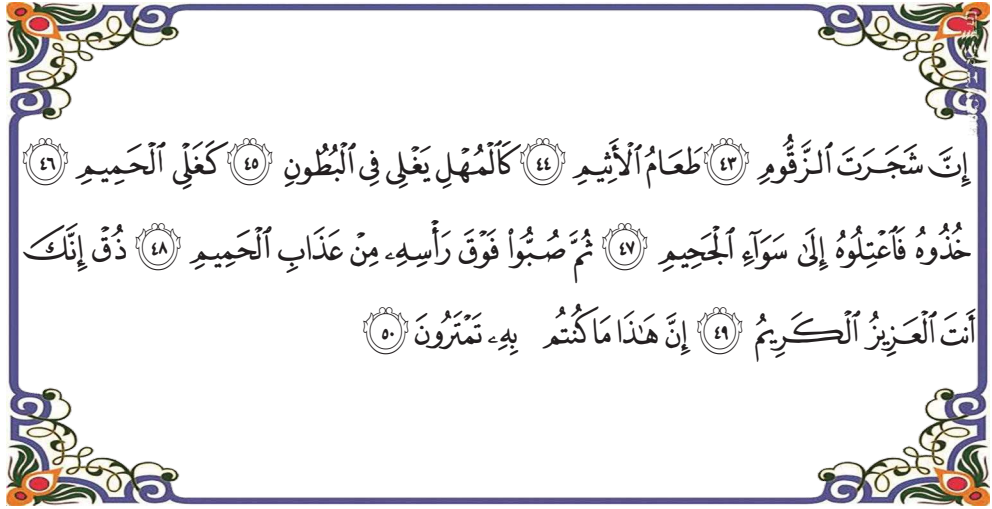 إِنَّ شَجَرَتَ ٱلزَّقُّومِ ٤٣ طَعَامُ ٱلْأَثِيمِ ٤٤ كَٱلْمُهْلِ يَغْلِى فِى ٱلْبُطُونِ ٤٥ كَغَلْىِ ٱلْحَمِيمِ ٤٦
خُذُوهُ فَٱعْتِلُوهُ إِلَىٰ سَوَآءِ ٱلْجَحِيمِ ٤٧ ثُمَّ صُبُّوا۟ فَوْقَ رَأْسِهِۦ مِنْ عَذَابِ ٱلْحَمِيمِ ٤٨ ذُقْ إِنَّكَ
أَنتَ ٱلْعَزِيزُ ٱلْكَرِيمُ ٤٩ إِنَّ هَـٰذَا مَا كُنتُم بِهِۦ تَمْتَرُونَ ٥٠